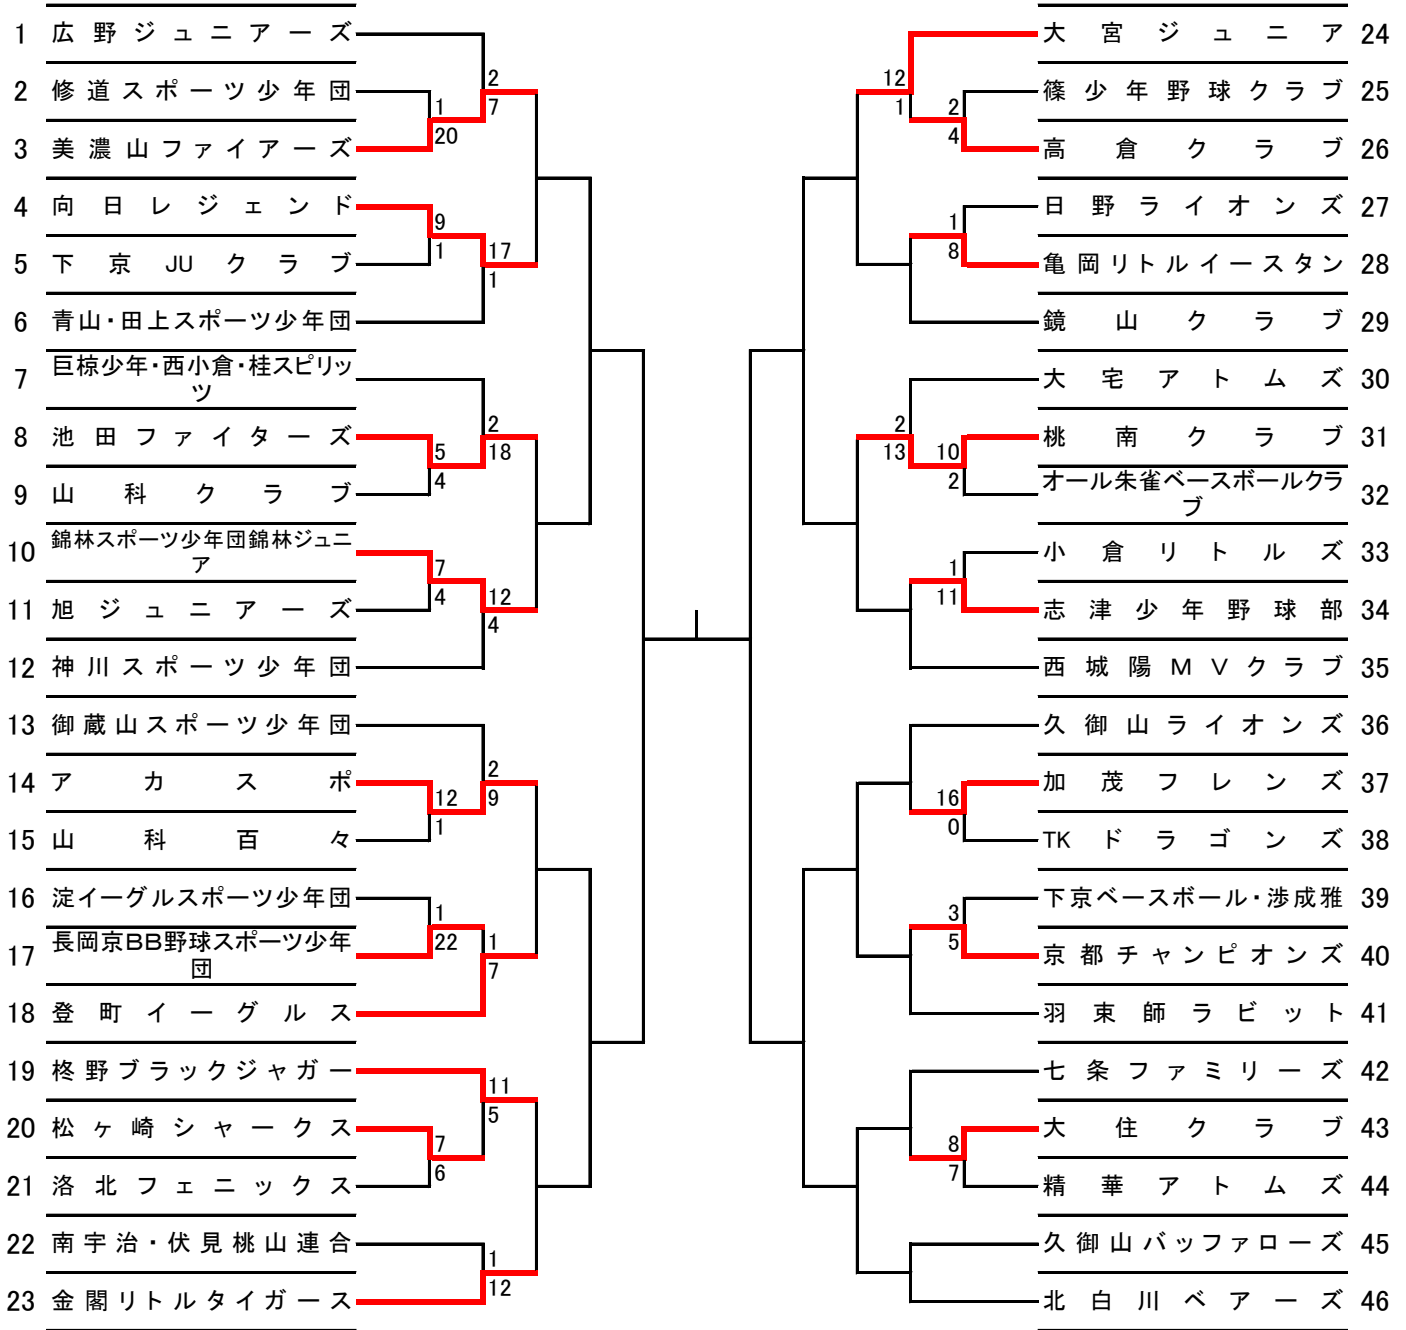 1 広野ジュニアーズ
2 修道スポーツ少年団
3 美濃山ファイアーズ
4 向日レジェンド
5 下京JUクラブ
6 青山・田上スポーツ少年団
7 巨椋少年・西小倉・桂スピリッ
ツ
8 池田ファイターズ
9 山科クラブ
10 錦林スポーツ少年団錦林ジュニ
ア
11 旭ジュニアーズ
12 神川スポーツ少年団
13 御蔵山スポーツ少年団
14 アカスポ
15 山科百々
16 淀イーグルスポーツ少年団
17 長岡京BB野球スポーツ少年
団
18 登町イーグルス
19 柊野ブラックジャガー
20 松ヶ崎シャークス
21 洛北フェニックス
22 南宇治・伏見桃山連合
23 金閣リトルタイガース
2
7
1
20
9
1
17
1
2
18
5
4
7
4
12
4
2
9
12
1
1
22
1
7
11
5
7
6
1
12
12
1
2
4
1
8
2
13
10
2
1
11
16
0
3
5
8
7
大宮ジュニア 24
篠少年野球クラブ 25
高倉クラブ 26
日野ライオンズ 27
亀岡リトルイースタン 28
鏡山クラブ 29
大宅アトムズ 30
桃南クラブ 31
オール朱雀ベースボールクラ
ブ 32
小倉リトルズ 33
志津少年野球部 34
西城陽MVクラブ 35
久御山ライオンズ 36
加茂フレンズ 37
TKドラゴンズ 38
下京ベースボール・渉成雅 39
京都チャンピオンズ 40
羽束師ラビット 41
七条ファミリーズ 42
大住クラブ 43
精華アトムズ 44
久御山バッファローズ 45
北白川ベアーズ 46